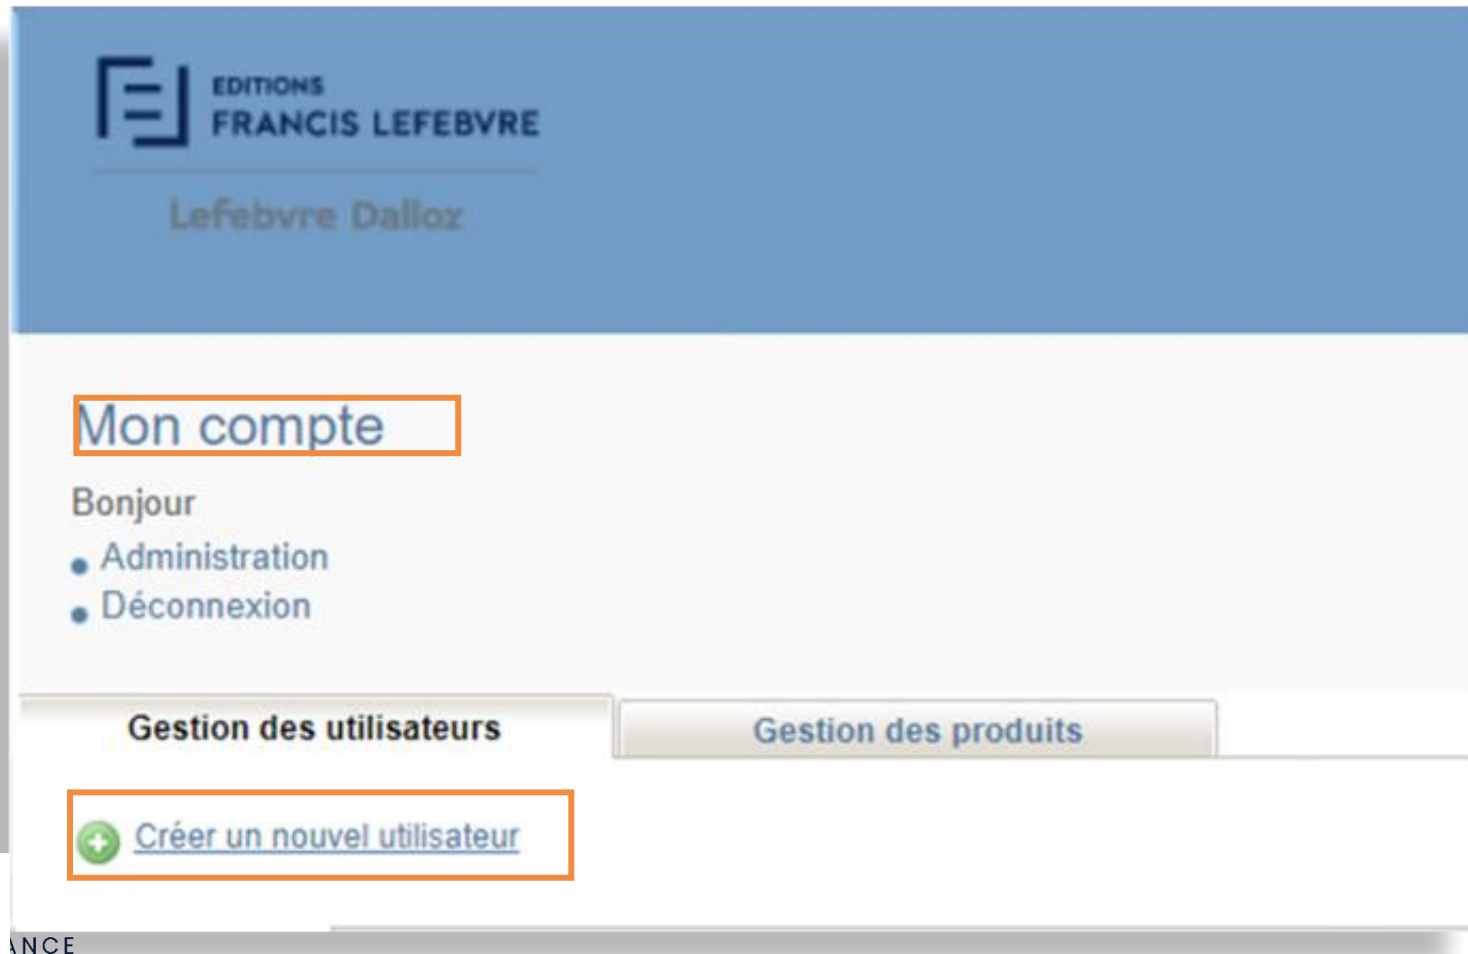 EDITIONS
FRANCIS LEFEBVRE
Lefebvre Dalloz
Mon compte
Bonjour
Administration
Déconnexion
Gestion des utilisateurs
Gestion des produits
Créer un nouvel utilisateur
ANCE